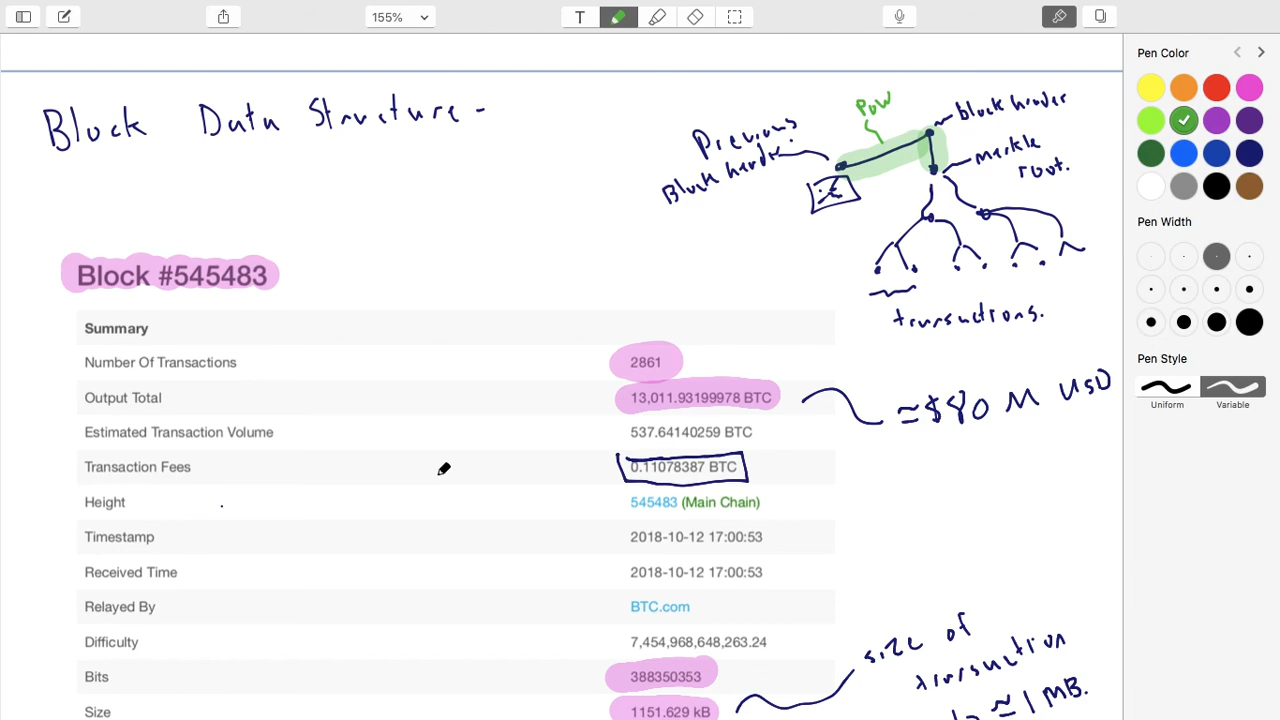 155%
T
Pen Color
Block Data Structure -
PoW
block header
Previous
Block header
merkle
root.
transactions.
Block #545483
Summary
Number Of Transactions 2861
Output Total 13,011.93199978 BTC
≃$80 M USD
Estimated Transaction Volume 537.64140259 BTC
Transaction Fees 0.11078387 BTC
Height 545483 (Main Chain)
Timestamp 2018-10-12 17:00:53
Received Time 2018-10-12 17:00:53
Relayed By BTC.com
Difficulty 7,454,968,648,263.24
Bits 388350353
Size 1151.629 kB
size of
transaction
≃ 1 MB.
Pen Width
Pen Style
Uniform Variable